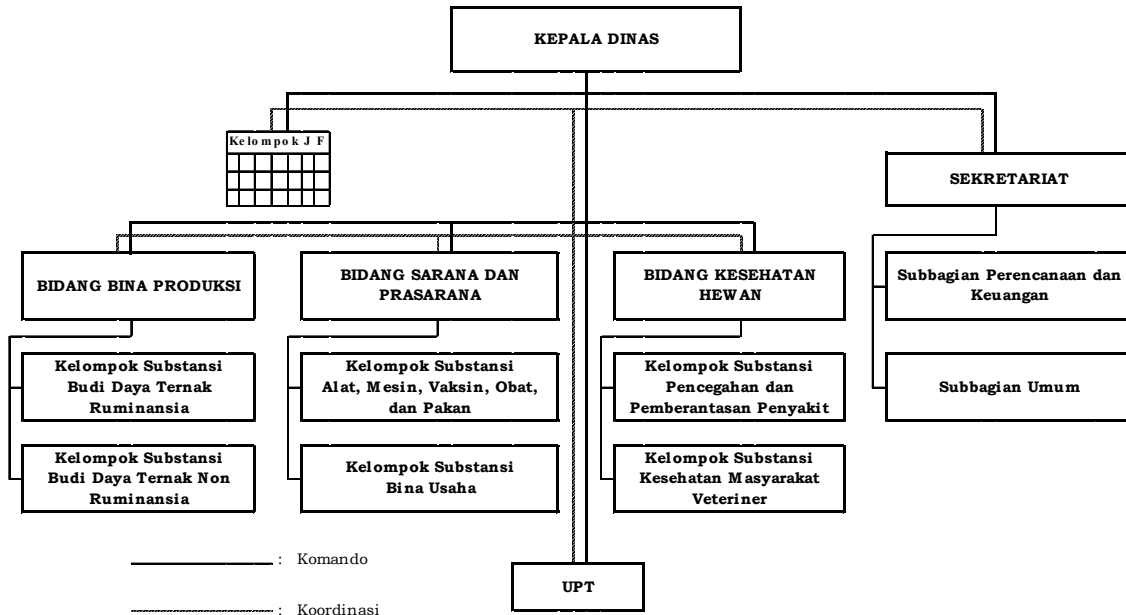 KEPALA DINAS
Kelompok J F
SEKRETARIAT
BIDANG BINA PRODUKSI
BIDANG SARANA DAN
PRASARANA
BIDANG KESEHATAN
HEWAN
Subbagian Perencanaan dan
Keuangan
Kelompok Substansi
Budi Daya Ternak
Ruminansia
Kelompok Substansi
Alat, Mesin, Vaksin, Obat,
dan Pakan
Kelompok Substansi
Pencegahan dan
Pemberantasan Penyakit
Subbagian Umum
Kelompok Substansi
Budi Daya Ternak Non
Ruminansia
Kelompok Substansi
Bina Usaha
Kelompok Substansi
Kesehatan Masyarakat
Veteriner
: Komando
UPT
: Koordinasi